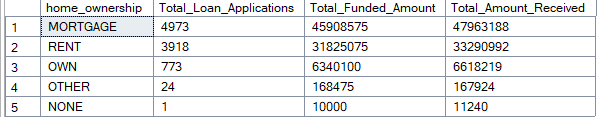 home_ownership Total_Loan_Applications Total_Funded_Amount Total_Amount_Received
1 MORTGAGE 4973 45908575 47963188
2 RENT 3918 31825075 33290992
3 OWN 773 6340100 6618219
4 OTHER 24 168475 167924
5 NONE 1 10000 11240